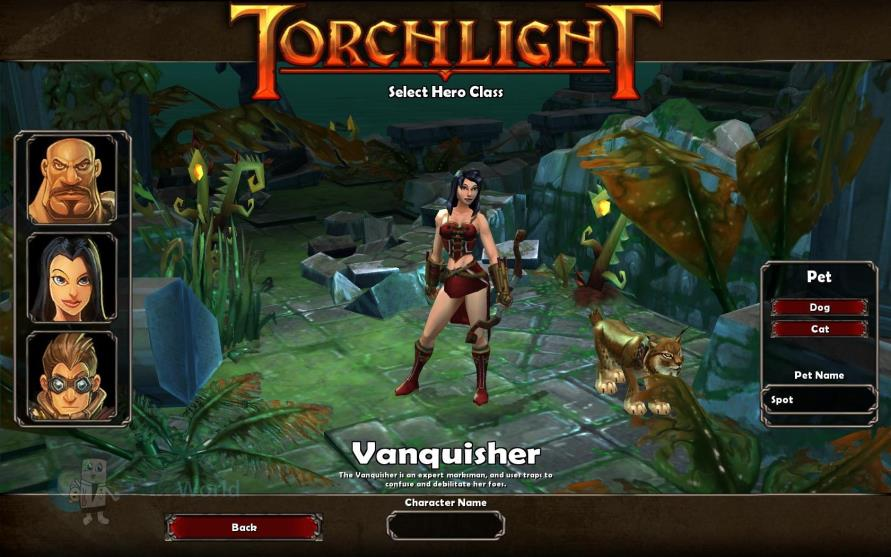 TORCHLIGHT
Select Hero Class
Pet
Dog
Cat
Pet Name
Spot
Vanquisher
The Vanquisher is an expert marksman, and uses traps to
confuse and debilitate her foes.
World
Character Name
Back